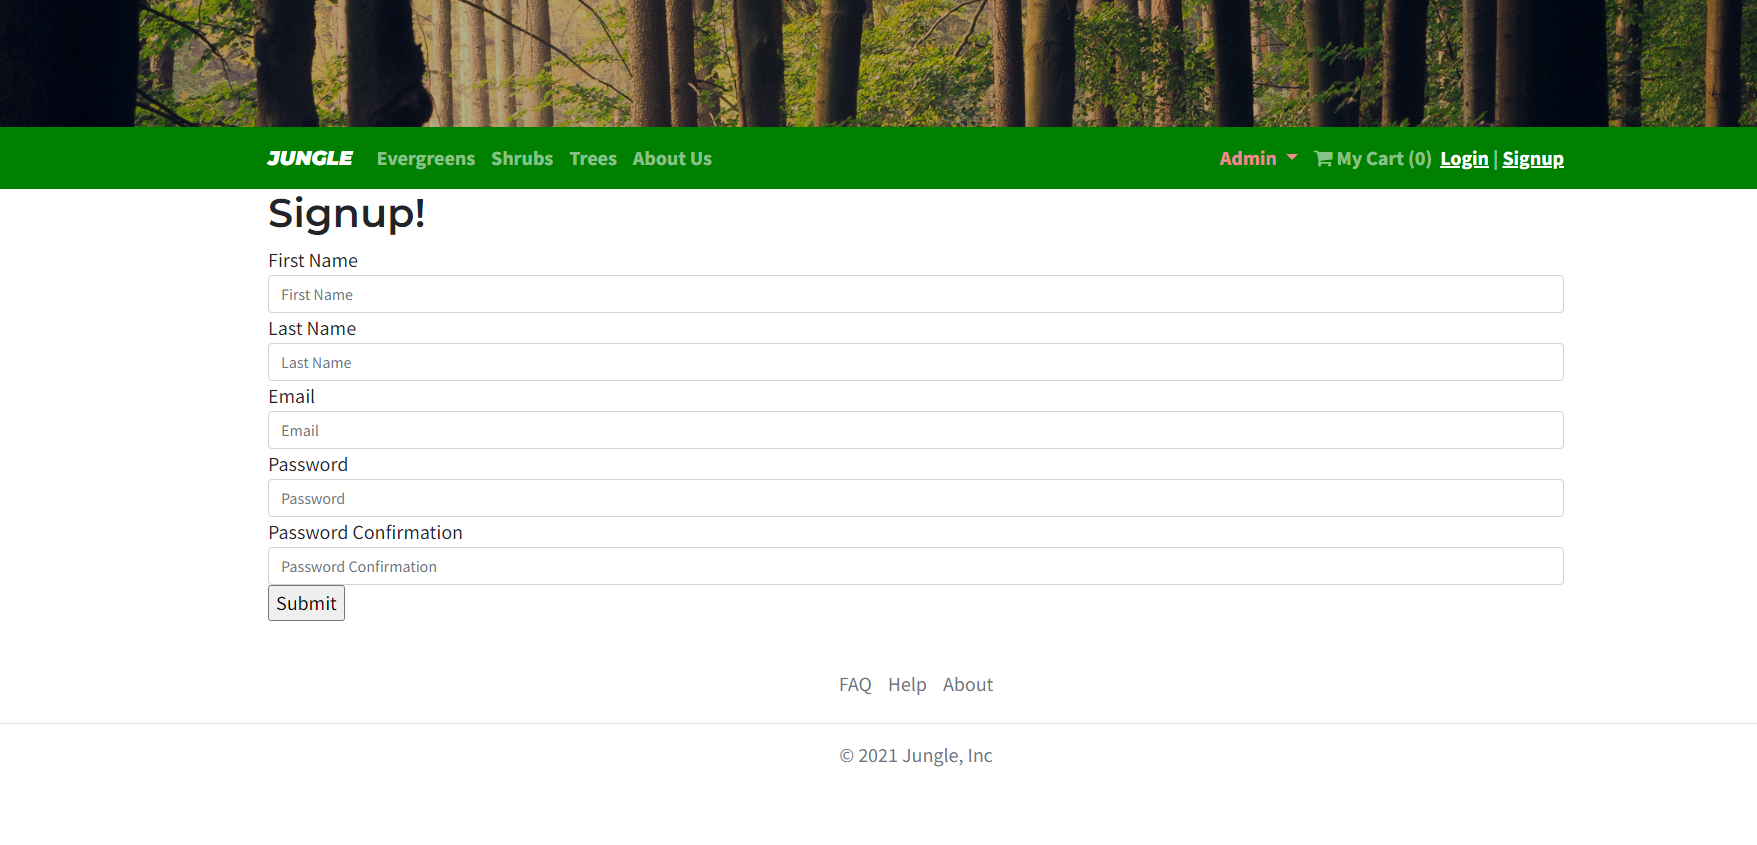 JUNGLE Evergreens Shrubs Trees About Us Admin My Cart (0) Login | Signup
Signup!
First Name
First Name
Last Name
Last Name
Email
Email
Password
Password
Password Confirmation
Password Confirmation
Submit
FAQ Help About
© 2021 Jungle, Inc